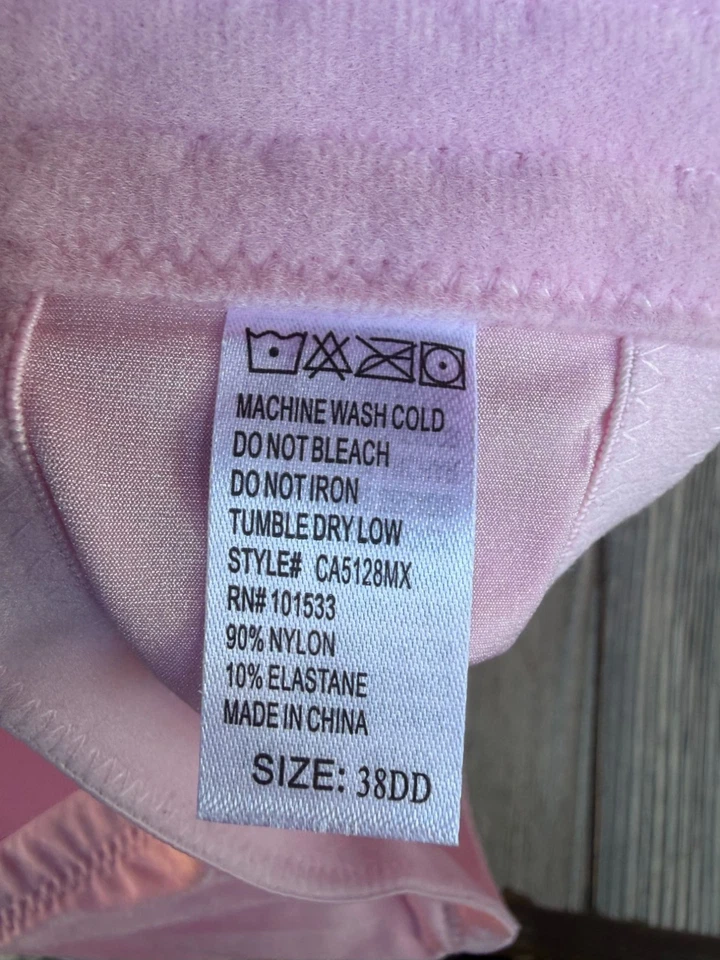 MACHINE WASH COLD
DO NOT BLEACH
DO NOT IRON
TUMBLE DRY LOW
STYLE# CA5128MX
RN# 101533
90% NYLON
10% ELASTANE
MADE IN CHINA
SIZE: 38DD